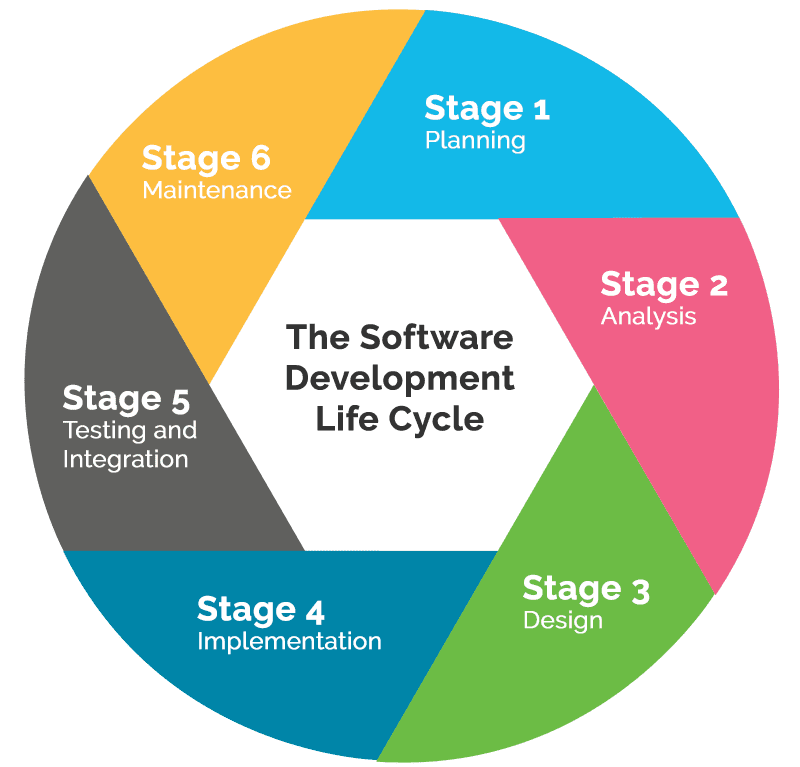 Stage 1
Planning
Stage 2
Analysis
Stage 3
Design
Stage 4
Implementation
Stage 5
Testing and
Integration
Stage 6
Maintenance
The Software
Development
Life Cycle